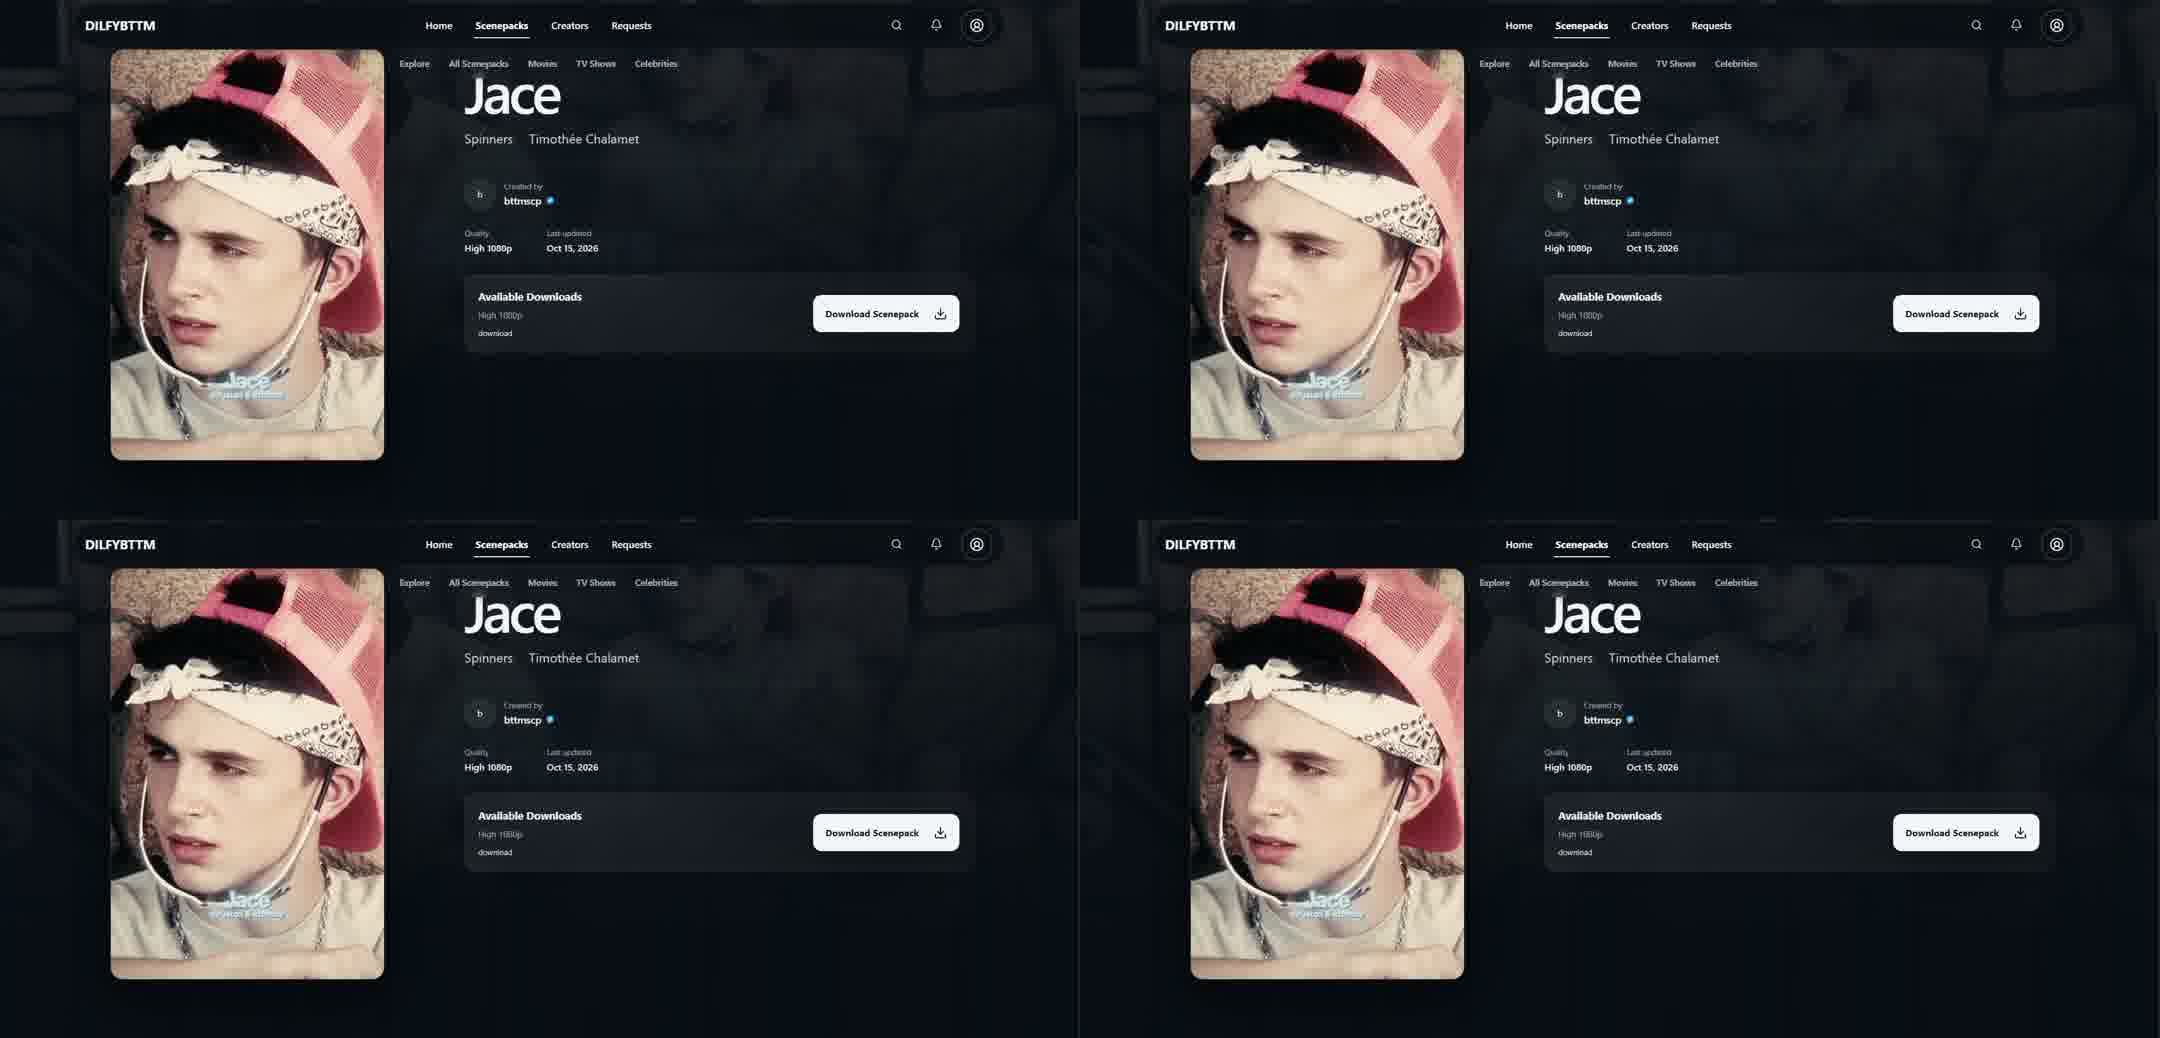 DILFYBTTM Home Scenepacks Creators Requests
Explore All Scenepacks Movies TV Shows Celebrities
Jace
Spinners Timothée Chalamet
b
Created by
bttmscp
Quality Last updated
High 1080p Oct 15, 2026
Available Downloads
High 1080p
download
Download Scenepack
Jace
DILFYBTTM Home Scenepacks Creators Requests
Explore All Scenepacks Movies TV Shows Celebrities
Jace
Spinners Timothée Chalamet
b
Created by
bttmscp
Quality Last updated
High 1080p Oct 15, 2026
Available Downloads
High 1080p
download
Download Scenepack
Jace
DILFYBTTM Home Scenepacks Creators Requests
Explore All Scenepacks Movies TV Shows Celebrities
Jace
Spinners Timothée Chalamet
b
Created by
bttmscp
Quality Last updated
High 1080p Oct 15, 2026
Available Downloads
High 1080p
download
Download Scenepack
Jace
DILFYBTTM Home Scenepacks Creators Requests
Explore All Scenepacks Movies TV Shows Celebrities
Jace
Spinners Timothée Chalamet
b
Created by
bttmscp
Quality Last updated
High 1080p Oct 15, 2026
Available Downloads
High 1080p
download
Download Scenepack
Jace